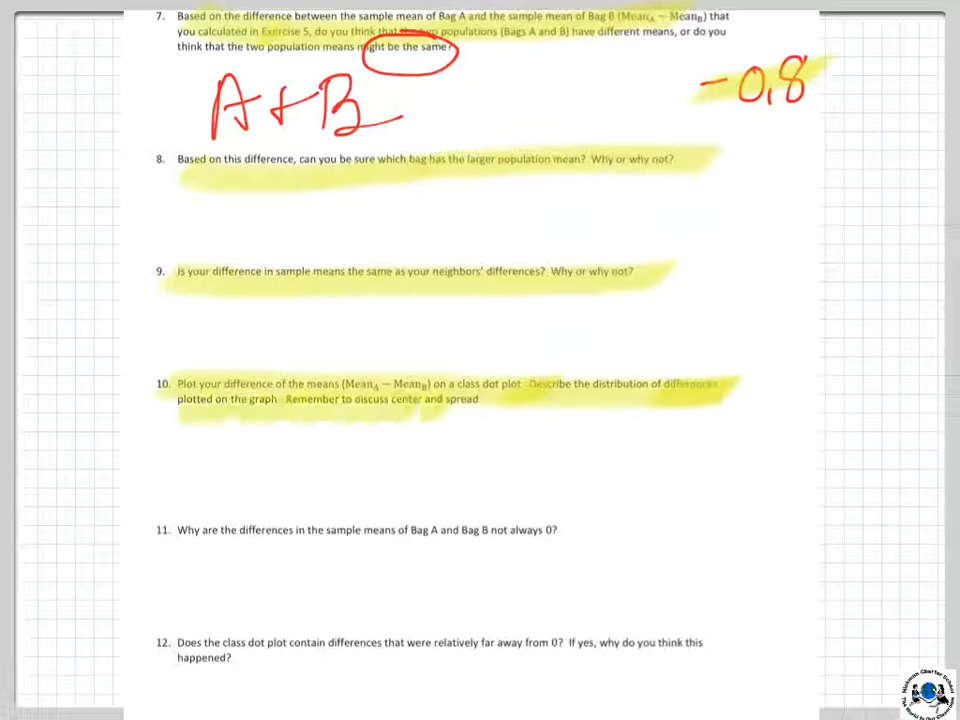 7. Based on the difference between the sample mean of Bag A and the sample mean of Bag B (Mean_A − Mean_B) that
you calculated in Exercise 5, do you think that populations (Bags A and B) have different means, or do you
think that the two population means might be the same?
A + B
-0.8
8. Based on this difference, can you be sure which bag has the larger population mean? Why or why not?
9. Is your difference in sample means the same as your neighbors' differences? Why or why not?
10. Plot your difference of the means (Mean_A − Mean_B) on a class dot plot. Describe the distribution of differences
plotted on the graph. Remember to discuss center and spread.
11. Why are the differences in the sample means of Bag A and Bag B not always 0?
12. Does the class dot plot contain differences that were relatively far away from 0? If yes, why do you think this
happened?